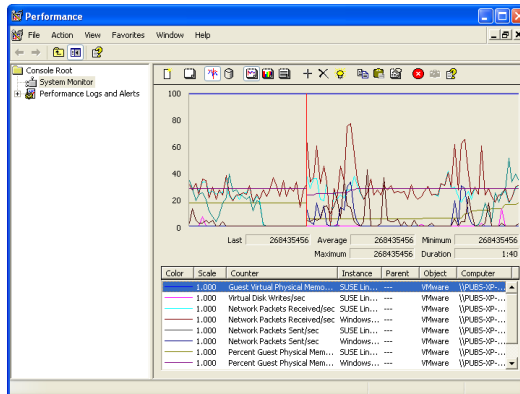 Performance
File Action View Favorites Window Help
Console Root
System Monitor
Performance Logs and Alerts
100
80
60
40
20
0
Last 268435456 Average 268435456 Minimum 268435456
Maximum 268435456 Duration 1:40
Color Scale Counter Instance Parent Object Computer
1.000 Guest Virtual Physical Memo... SUSE Lin... --- VMware \\PUBS-XP-...
1.000 Virtual Disk Writes/sec SUSE Lin... --- VMware \\PUBS-XP-...
1.000 Network Packets Received/sec SUSE Lin... --- VMware \\PUBS-XP-...
1.000 Network Packets Received/sec Windows... --- VMware \\PUBS-XP-...
1.000 Network Packets Sent/sec SUSE Lin... --- VMware \\PUBS-XP-...
1.000 Network Packets Sent/sec Windows... --- VMware \\PUBS-XP-...
1.000 Percent Guest Physical Mem... SUSE Lin... --- VMware \\PUBS-XP-...
1.000 Percent Guest Physical Mem... Windows... --- VMware \\PUBS-XP-...